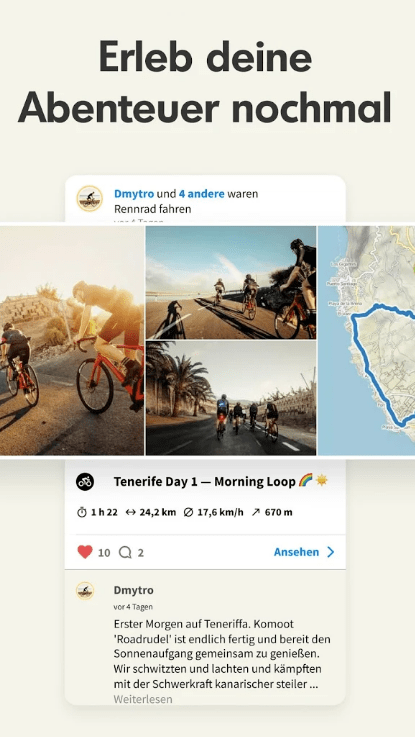 Erleb deine
Abenteuer nochmal
Dmytro und 4 andere waren
Rennrad fahren
Tenerife Day 1 — Morning Loop 🌈 ☀️
1 h 22 24,2 km 17,6 km/h 670 m
10 2 Ansehen
Dmytro
vor 4 Tagen
Erster Morgen auf Teneriffa. Komoot
'Roadrudel' ist endlich fertig und bereit den
Sonnenaufgang gemeinsam zu genießen.
Wir schwitzten und lachten und kämpften
mit der Schwerkraft kanarischer steiler ...
Weiterlesen